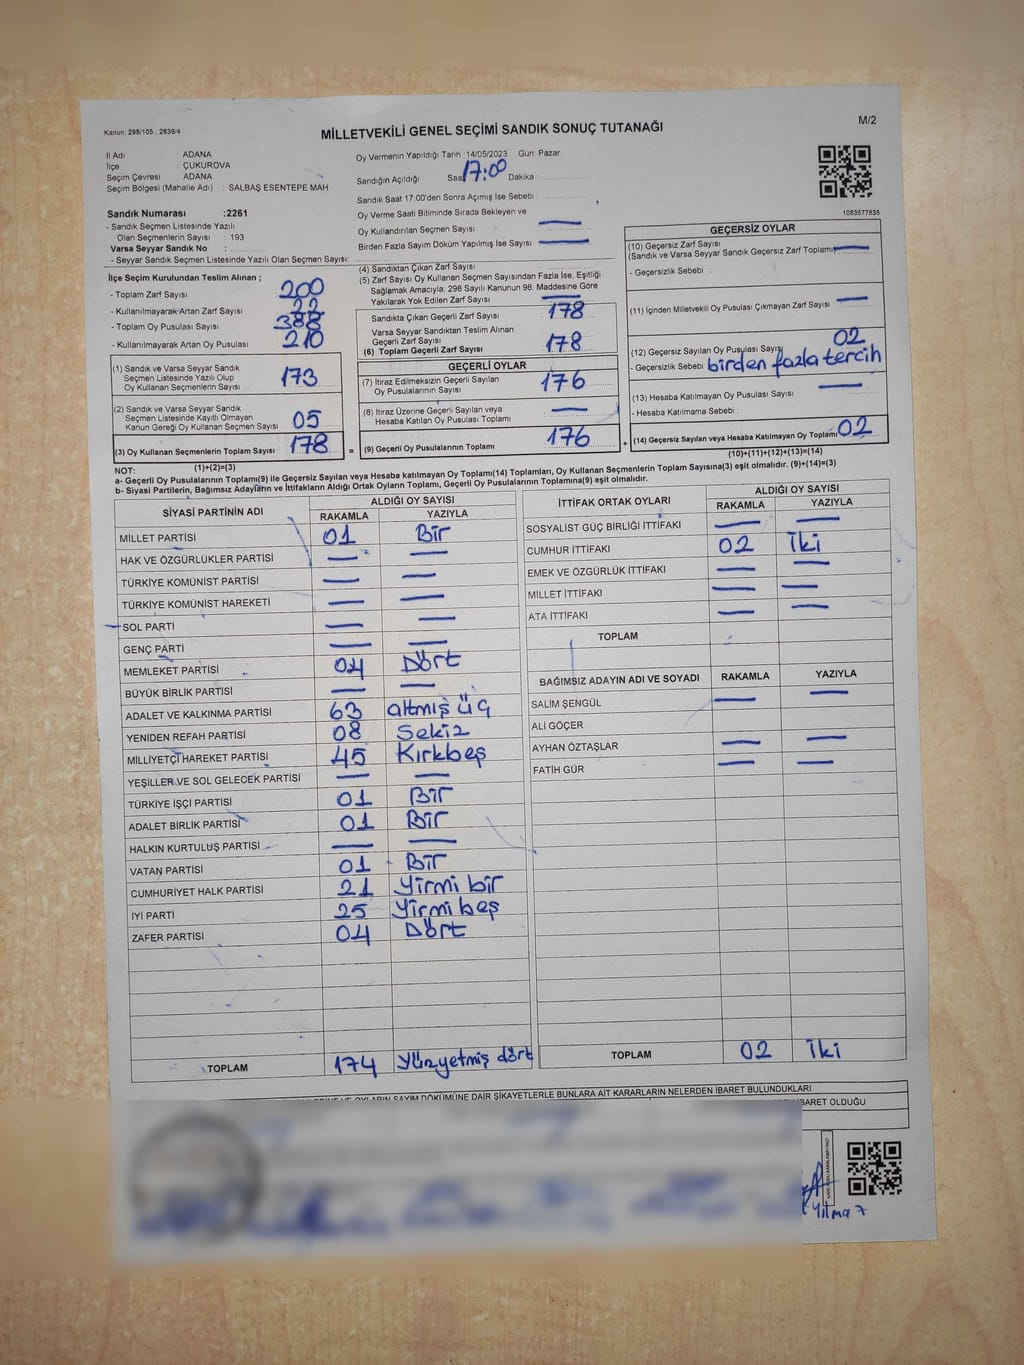 Kanun: 298/105 , 2839/4
MİLLETVEKİLİ GENEL SEÇİMİ SANDIK SONUÇ TUTANAĞI
M/2
İl Adı : ADANA
İlçe : ÇUKUROVA
Seçim Çevresi : ADANA
Seçim Bölgesi (Mahalle Adı) : SALBAŞ ESENTEPE MAH
Sandık Numarası :2261
- Sandık Seçmen Listesinde Yazılı
Olan Seçmenlerin Sayısı : 193
Varsa Seyyar Sandık No :
- Seyyar Sandık Seçmen Listesinde Yazılı Olan Seçmen Sayısı:
Oy Vermenin Yapıldığı Tarih 14/05/2023 Gün: Pazar
Sandığın Açıldığı Saat 17:00 Dakika :
Sandık Saat 17:00'den Sonra Açımış İse Sebebi :
Oy Verme Saati Bitiminde Sırada Bekleyen ve
Oy Kullandırılan Seçmen Sayısı —
Birden Fazla Sayım Döküm Yapılmış İse Sayısı —
1083577835
İlçe Seçim Kurulundan Teslim Alınan ;
- Toplam Zarf Sayısı 200
- Kullanılmayarak Artan Zarf Sayısı 22
- Toplam Oy Pusulası Sayısı 388
- Kullanılmayarak Artan Oy Pusulası 210
(1) Sandık ve Varsa Seyyar Sandık
Seçmen Listesinde Yazılı Olup
Oy Kullanan Seçmenlerin Sayısı 173
(2) Sandık ve Varsa Seyyar Sandık
Seçmen Listesinde Kayıtlı Olmayan
Kanun Gereği Oy Kullanan Seçmen Sayısı 05
(3) Oy Kullanan Seçmenlerin Toplam Sayısı 178
(1)+(2)=(3)
(4) Sandıktan Çıkan Zarf Sayısı
(5) Zarf Sayısı Oy Kullanan Seçmen Sayısından Fazla İse, Eşitliği
Sağlamak Amacıyla; 298 Sayılı Kanunun 98. Maddesine Göre
Yakılarak Yok Edilen Zarf Sayısı —
Sandıkta Çıkan Geçerli Zarf Sayısı 178
Varsa Seyyar Sandıktan Teslim Alınan
Geçerli Zarf Sayısı
(6) Toplam Geçerli Zarf Sayısı 178
GEÇERLİ OYLAR
(7) İtiraz Edilmeksizin Geçerli Sayılan
Oy Pusulalarının Toplamı 176
(8) İtiraz Üzerine Geçerli Sayılan veya
Hesaba Katılan Oy Pusulası Toplamı —
= (9) Geçerli Oy Pusulalarının Toplamı 176 +
GEÇERSİZ OYLAR
(10) Geçersiz Zarf Sayısı
(Sandık ve Varsa Seyyar Sandık Geçersiz Zarf Toplamı) —
- Geçersizlik Sebebi :
(11) İçinden Milletvekili Oy Pusulası Çıkmayan Zarf Sayısı —
(12) Geçersiz Sayılan Oy Pusulası Sayısı 02
- Geçersizlik Sebebi birden fazla tercih
(13) Hesaba Katılmayan Oy Pusulası Sayısı —
- Hesaba Katılmama Sebebi :
(14) Geçersiz Sayılan veya Hesaba Katılmayan Oy Toplamı 02
(10)+(11)+(12)+(13)=(14)
NOT:
a- Geçerli Oy Pusulaları(9) ile Geçersiz Sayılan veya Hesaba katılmayan Oy Toplamı(14) Toplamları, Oy Kullanan Seçmenlerin Toplam Sayısına(3) eşit olmalıdır. (9)+(14)=(3)
b- Siyasi Partilerin, Bağımsız Adayların ve İttifakların Aldığı Ortak Oyların Toplamı, Geçerli Oy Pusulalarının Toplamına(9) eşit olmalıdır.
SİYASİ PARTİNİN ADI ALDIĞI OY SAYISI
RAKAMLA YAZIYLA
MİLLET PARTİSİ 01 Bir
HAK VE ÖZGÜRLÜKLER PARTİSİ — —
TÜRKİYE KOMÜNİST PARTİSİ — —
TÜRKİYE KOMÜNİST HAREKETİ — —
SOL PARTİ — —
GENÇ PARTİ — —
MEMLEKET PARTİSİ 04 Dört
BÜYÜK BİRLİK PARTİSİ — —
ADALET VE KALKINMA PARTİSİ 63 altmış üç
YENİDEN REFAH PARTİSİ 08 Sekiz
MİLLİYETÇİ HAREKET PARTİSİ 45 Kırkbeş
YEŞİLLER VE SOL GELECEK PARTİSİ — —
TÜRKİYE İŞÇİ PARTİSİ 01 Bir
ADALET BİRLİK PARTİSİ 01 Bir
HALKIN KURTULUŞ PARTİSİ — —
VATAN PARTİSİ 01 Bir
CUMHURİYET HALK PARTİSİ 21 Yirmi bir
İYİ PARTİ 25 Yirmi beş
ZAFER PARTİSİ 04 Dört
TOPLAM 174 Yüzyetmiş dört
İTTİFAK ORTAK OYLARI ALDIĞI OY SAYISI
RAKAMLA YAZIYLA
SOSYALİST GÜÇ BİRLİĞİ İTTİFAKI — —
CUMHUR İTTİFAKI 02 İki
EMEK VE ÖZGÜRLÜK İTTİFAKI — —
MİLLET İTTİFAKI — —
ATA İTTİFAKI — —
TOPLAM
BAĞIMSIZ ADAYIN ADI VE SOYADI RAKAMLA YAZIYLA
SALİM ŞENGÜL — —
ALİ GÖÇER
AYHAN ÖZTAŞLAR — —
FATİH GÜR — —
TOPLAM 02 İki
OYLARIN SAYIM DÖKÜMÜNE DAİR ŞİKAYETLERLE BUNLARA AİT KARARLARIN NELERDEN İBARET BULUNDUKLARI
İBARET OLDUĞU
Yılmaz